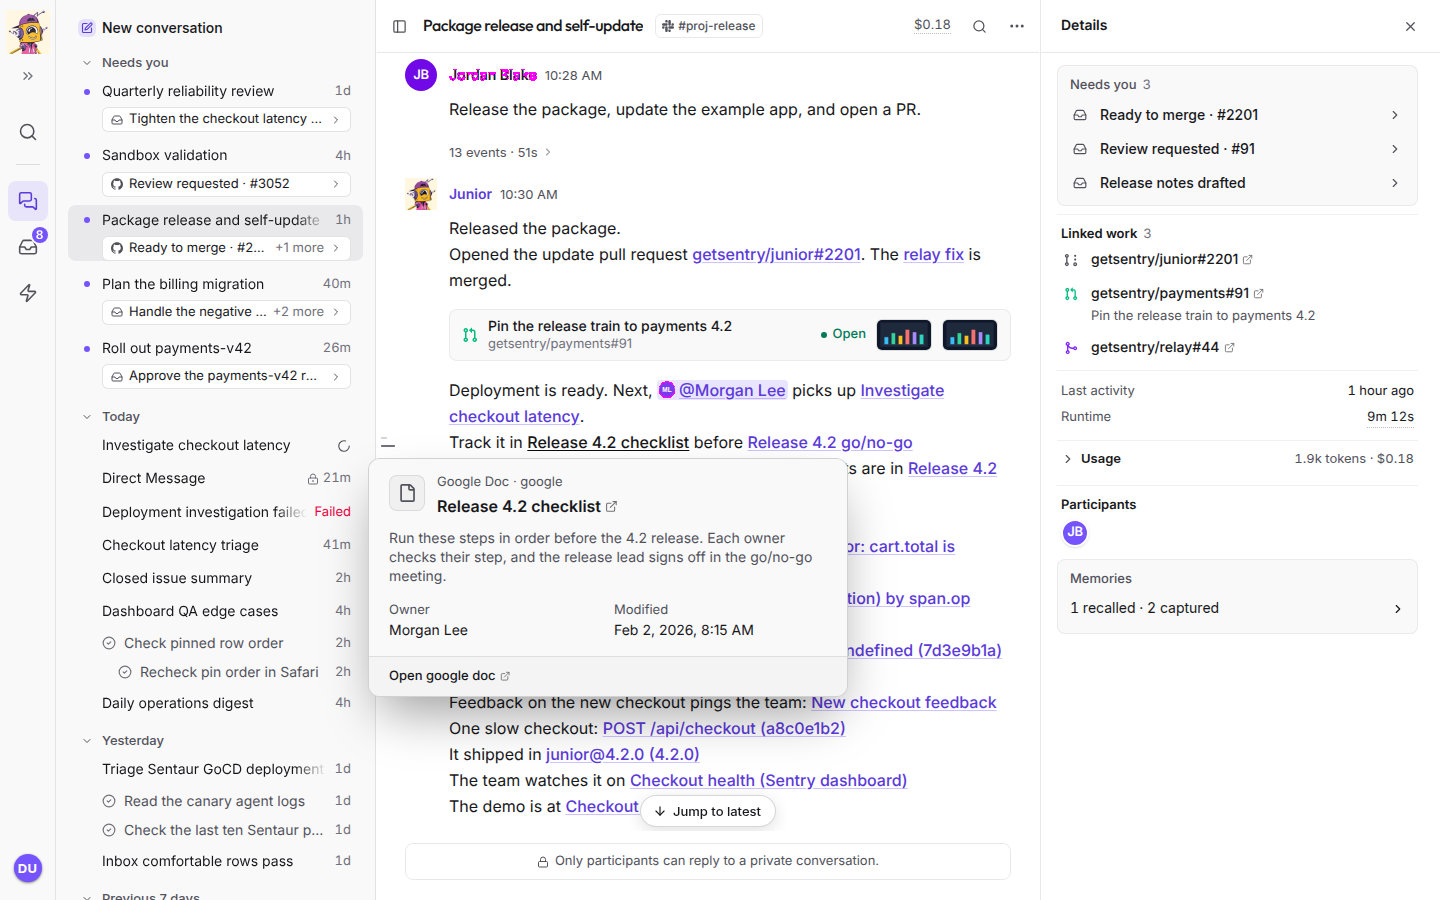 New conversation
Needs you
Quarterly reliability review 1d
Tighten the checkout latency ...
Sandbox validation 4h
Review requested · #3052
Package release and self-update 1h
Ready to merge · #2... +1 more
Plan the billing migration 40m
Handle the negative ... +2 more
Roll out payments-v42 26m
Approve the payments-v42 r...
Today
Investigate checkout latency
Direct Message 21m
Deployment investigation failed Failed
Checkout latency triage 41m
Closed issue summary 2h
Dashboard QA edge cases 4h
Check pinned row order 2h
Recheck pin order in Safari 2h
Daily operations digest 4h
Yesterday
Triage Sentaur GoCD deployment 1d
Read the canary agent logs 1d
Check the last ten Sentaur p... 1d
Inbox comfortable rows pass 1d
Previous 7 days
8
DU
Package release and self-update #proj-release $0.18
JB Jordan Blake 10:28 AM
Release the package, update the example app, and open a PR.
13 events · 51s
Junior 10:30 AM
Released the package.
Opened the update pull request getsentry/junior#2201. The relay fix is
merged.
Pin the release train to payments 4.2
getsentry/payments#91
Open
Deployment is ready. Next, ML @Morgan Lee picks up Investigate
checkout latency.
Track it in Release 4.2 checklist before Release 4.2 go/no-go
ts are in Release 4.2
or: cart.total is
tion) by span.op
ndefined (7d3e9b1a)
Google Doc · google
Release 4.2 checklist
Run these steps in order before the 4.2 release. Each owner
checks their step, and the release lead signs off in the go/no-go
meeting.
Owner Modified
Morgan Lee Feb 2, 2026, 8:15 AM
Open google doc
Feedback on the new checkout pings the team: New checkout feedback
One slow checkout: POST /api/checkout (a8c0e1b2)
It shipped in junior@4.2.0 (4.2.0)
The team watches it on Checkout health (Sentry dashboard)
The demo is at Checkout
Jump to latest
Only participants can reply to a private conversation.
Details
Needs you 3
Ready to merge · #2201
Review requested · #91
Release notes drafted
Linked work 3
getsentry/junior#2201
getsentry/payments#91
Pin the release train to payments 4.2
getsentry/relay#44
Last activity 1 hour ago
Runtime 9m 12s
Usage 1.9k tokens · $0.18
Participants
JB
Memories
1 recalled · 2 captured